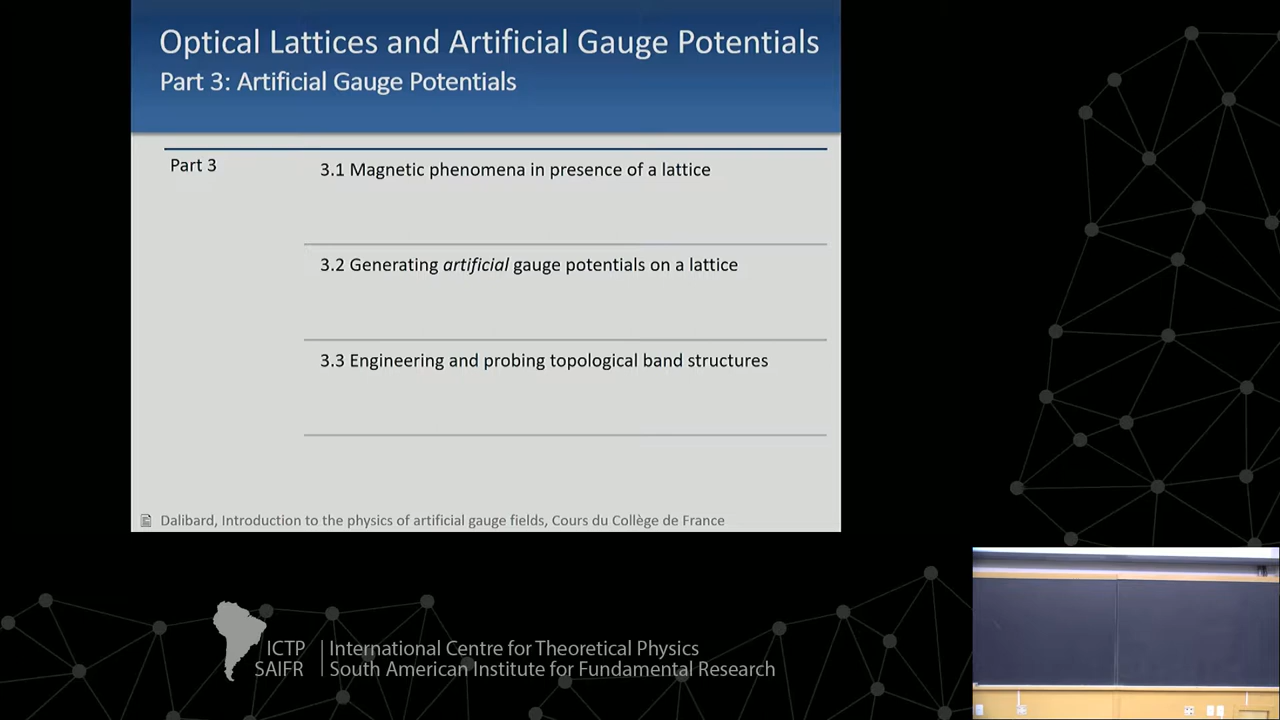 Optical Lattices and Artificial Gauge Potentials
Part 3: Artificial Gauge Potentials
Part 3
3.1 Magnetic phenomena in presence of a lattice
3.2 Generating artificial gauge potentials on a lattice
3.3 Engineering and probing topological band structures
Dalibard, Introduction to the physics of artificial gauge fields, Cours du Collège de France
ICTP
SAIFR
International Centre for Theoretical Physics
South American Institute for Fundamental Research